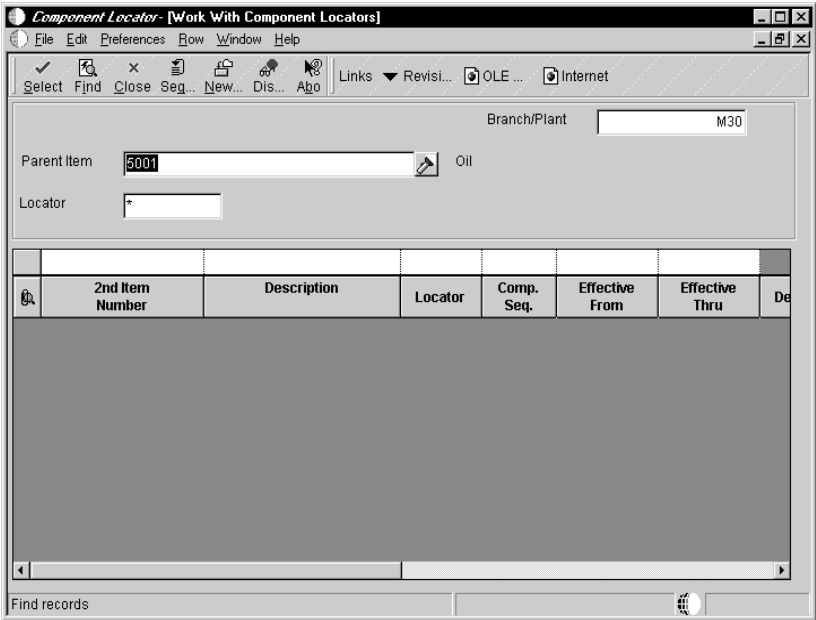 Component Locator - [Work With Component Locators]
File Edit Preferences Row Window Help
Select Find Close Seq... New... Dis... Abo Links Revisi... OLE ... Internet
Branch/Plant M30
Parent Item 5001 Oil
Locator *
2nd Item Number Description Locator Comp. Seq. Effective From Effective Thru De
Find records